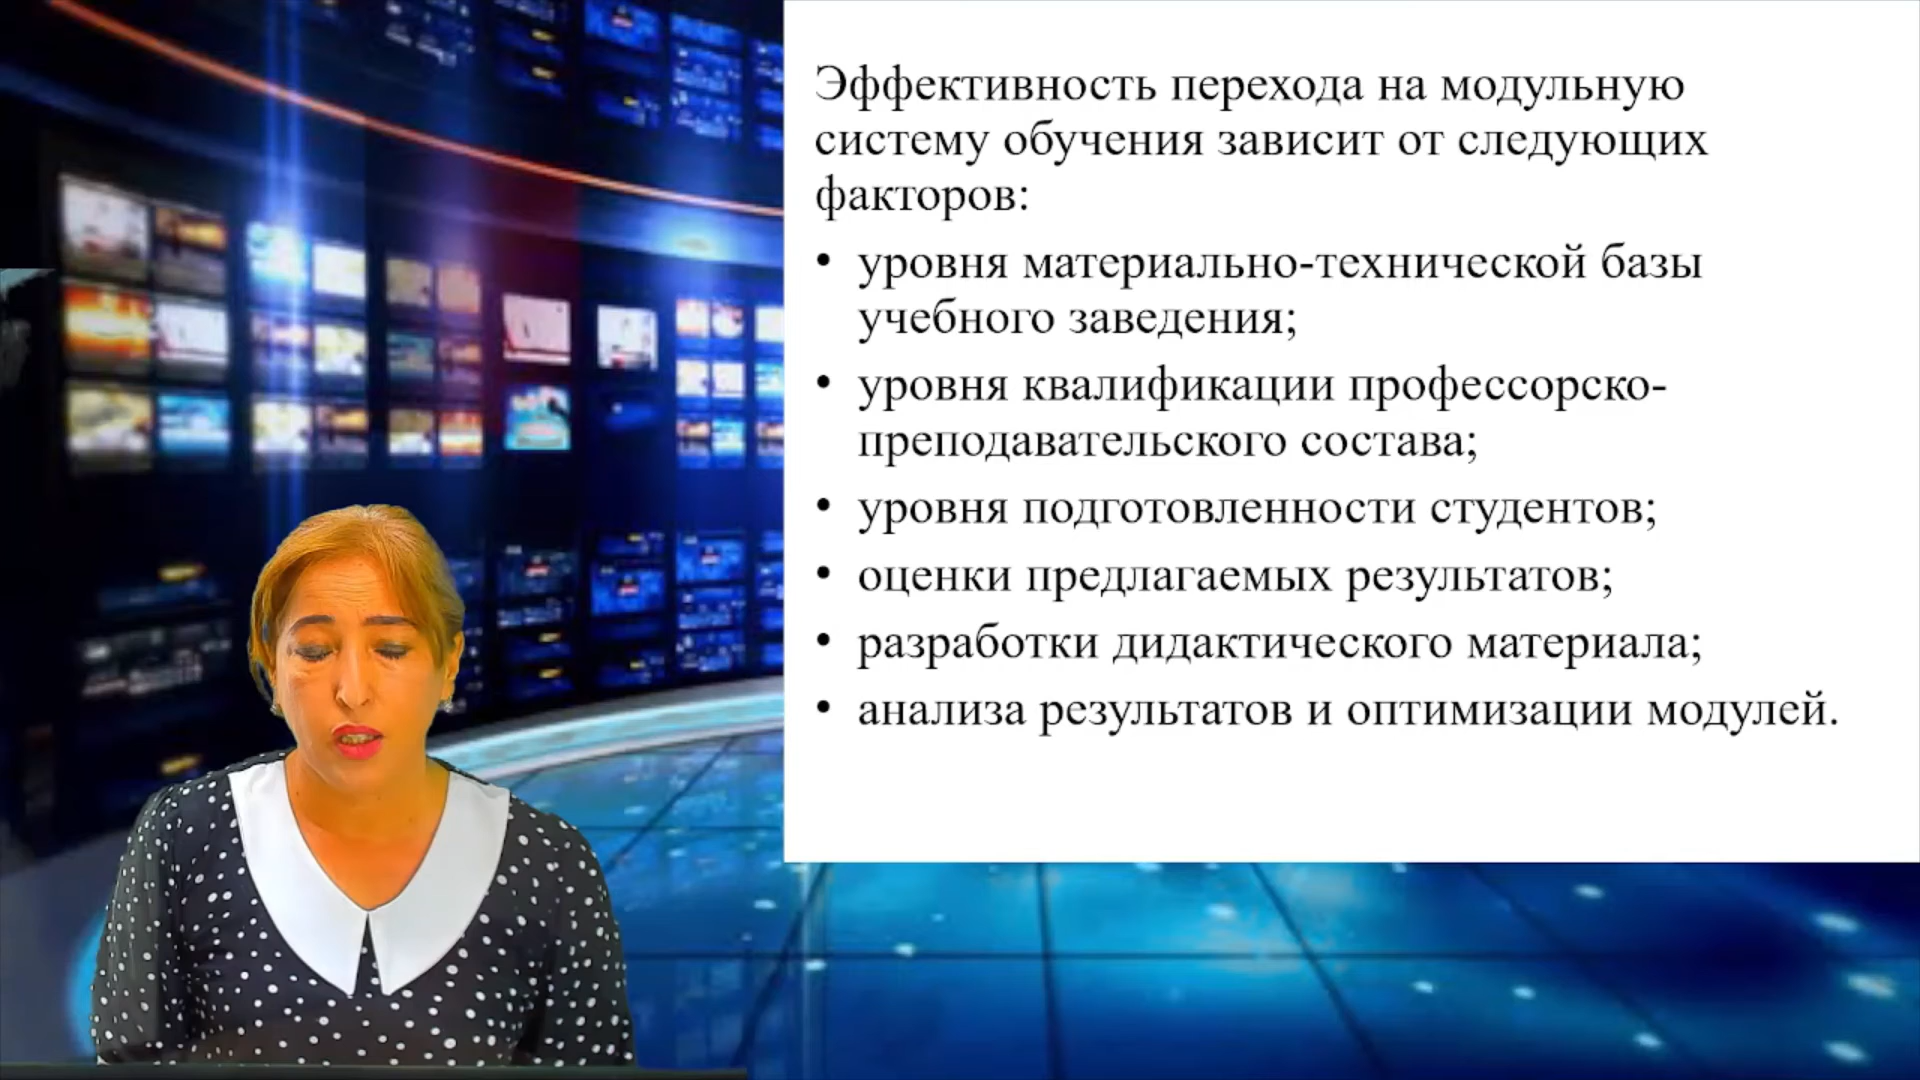 Эффективность перехода на модульную
систему обучения зависит от следующих
факторов:
• уровня материально-технической базы
учебного заведения;
• уровня квалификации профессорско-
преподавательского состава;
• уровня подготовленности студентов;
• оценки предлагаемых результатов;
• разработки дидактического материала;
• анализа результатов и оптимизации модулей.